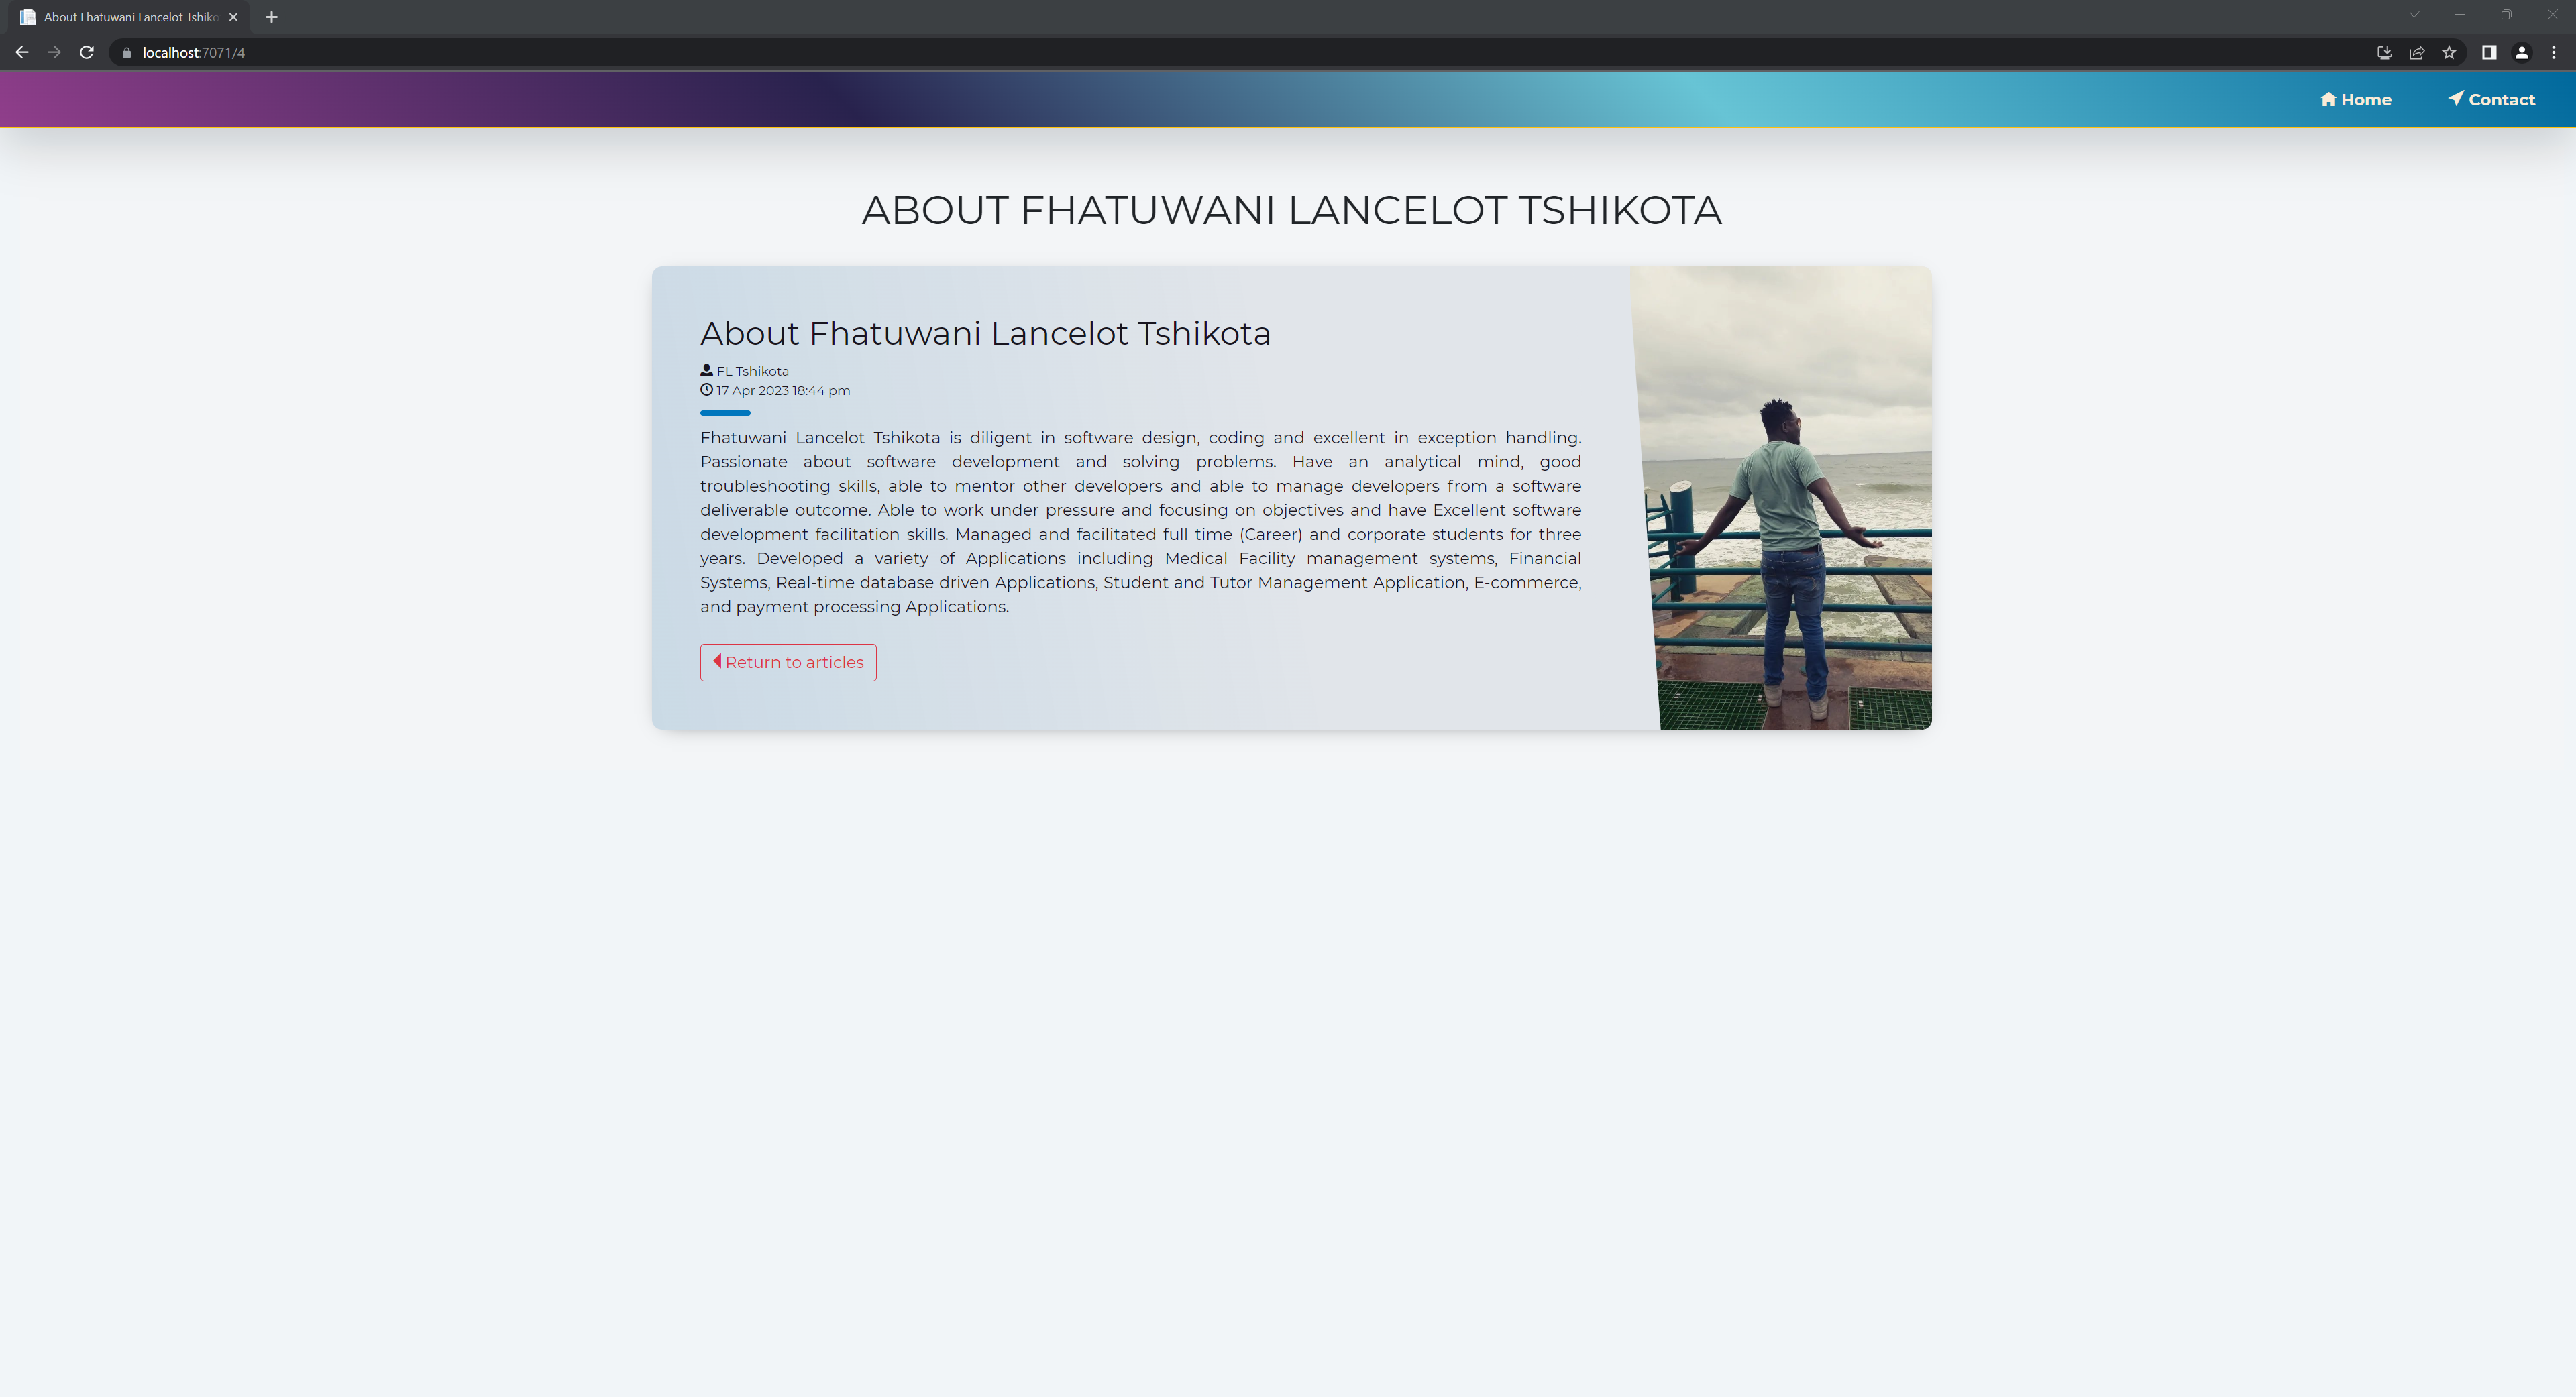 About Fhatuwani Lancelot Tshiko
localhost:7071/4
Home
Contact
ABOUT FHATUWANI LANCELOT TSHIKOTA
About Fhatuwani Lancelot Tshikota
FL Tshikota
17 Apr 2023 18:44 pm
Fhatuwani Lancelot Tshikota is diligent in software design, coding and excellent in exception handling.
Passionate about software development and solving problems. Have an analytical mind, good
troubleshooting skills, able to mentor other developers and able to manage developers from a software
deliverable outcome. Able to work under pressure and focusing on objectives and have Excellent software
development facilitation skills. Managed and facilitated full time (Career) and corporate students for three
years. Developed a variety of Applications including Medical Facility management systems, Financial
Systems, Real-time database driven Applications, Student and Tutor Management Application, E-commerce,
and payment processing Applications.
Return to articles